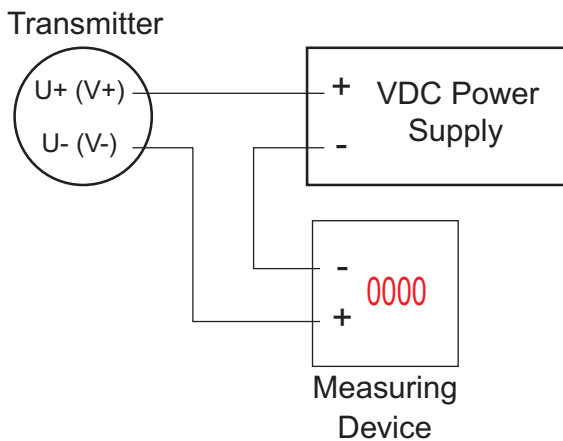 Transmitter
U+ (V+)
U- (V-)
+
-
VDC Power
Supply
-
+
0000
Measuring
Device